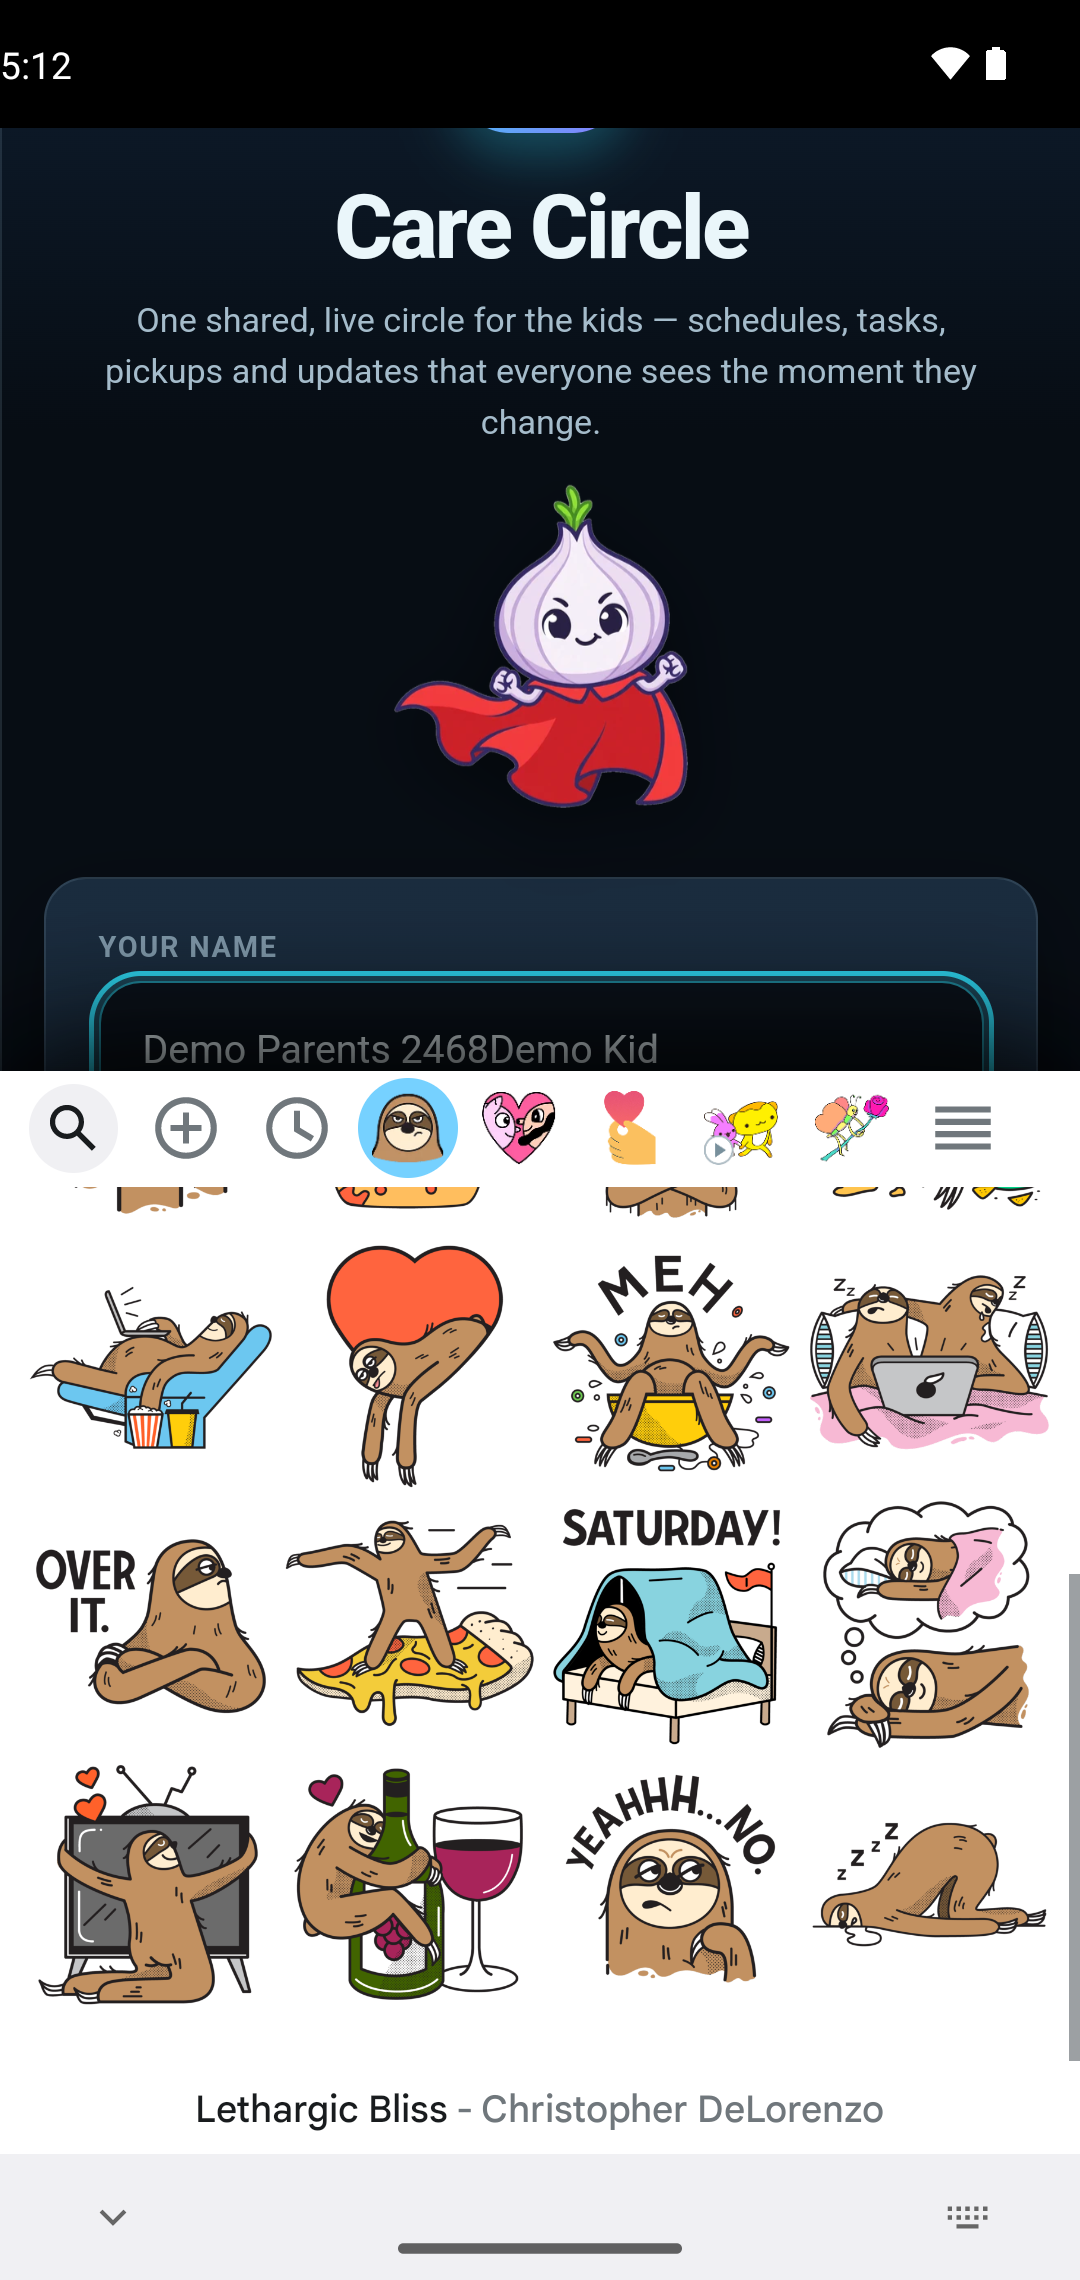 5:12
Care Circle
One shared, live circle for the kids — schedules, tasks,
pickups and updates that everyone sees the moment they
change.
YOUR NAME
Demo Parents 2468Demo Kid
MEH
z z
z z
OVER
IT.
SATURDAY!
YEAHHH...NO.
z z z z
Lethargic Bliss - Christopher DeLorenzo